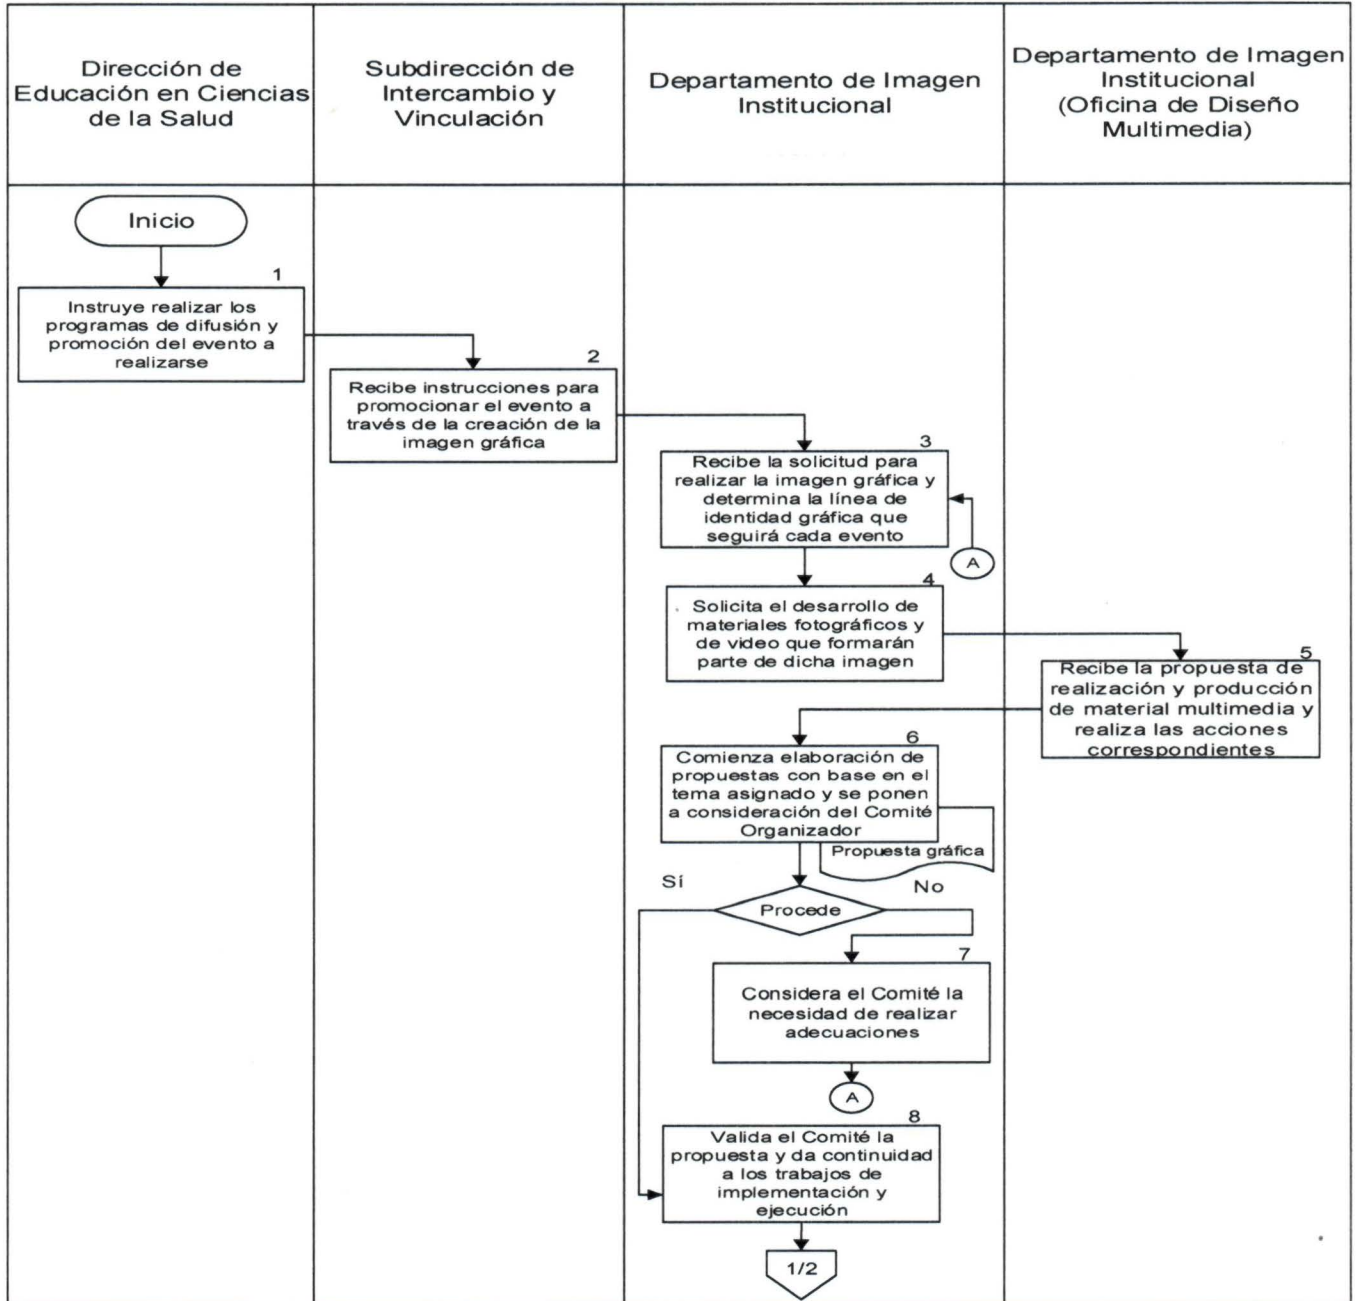 Dirección de
Educación en Ciencias
de la Salud
Subdirección de
Intercambio y
Vinculación
Departamento de Imagen
Institucional
Departamento de Imagen
Institucional
(Oficina de Diseño
Multimedia)
Inicio
1
Instruye realizar los
programas de difusión y
promoción del evento a
realizarse
2
Recibe instrucciones para
promocionar el evento a
través de la creación de la
imagen gráfica
3
Recibe la solicitud para
realizar la imagen gráfica y
determina la línea de
identidad gráfica que
seguirá cada evento
A
4
Solicita el desarrollo de
materiales fotográficos y
de video que formarán
parte de dicha imagen
5
Recibe la propuesta de
realización y producción
de material multimedia y
realiza las acciones
correspondientes
6
Comienza elaboración de
propuestas con base en el
tema asignado y se ponen
a consideración del Comité
Organizador
Propuesta gráfica
Sí
No
Procede
7
Considera el Comité la
necesidad de realizar
adecuaciones
A
8
Valida el Comité la
propuesta y da continuidad
a los trabajos de
implementación y
ejecución
1/2